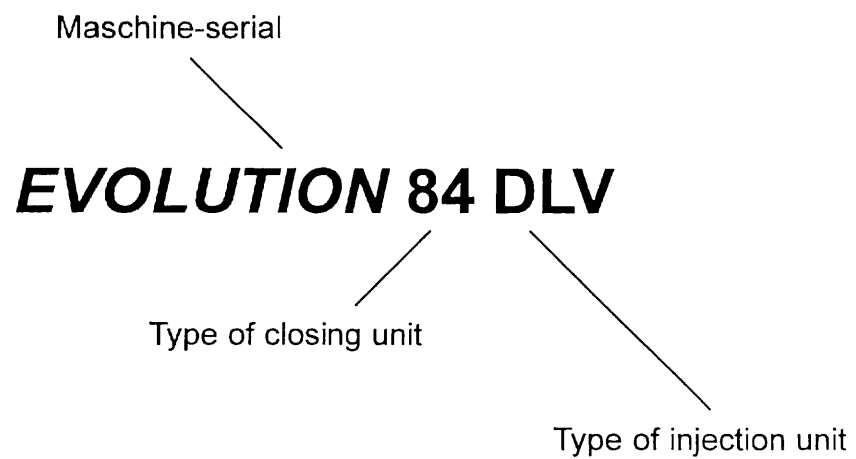 Maschine-serial
EVOLUTION 84 DLV
Type of closing unit
Type of injection unit